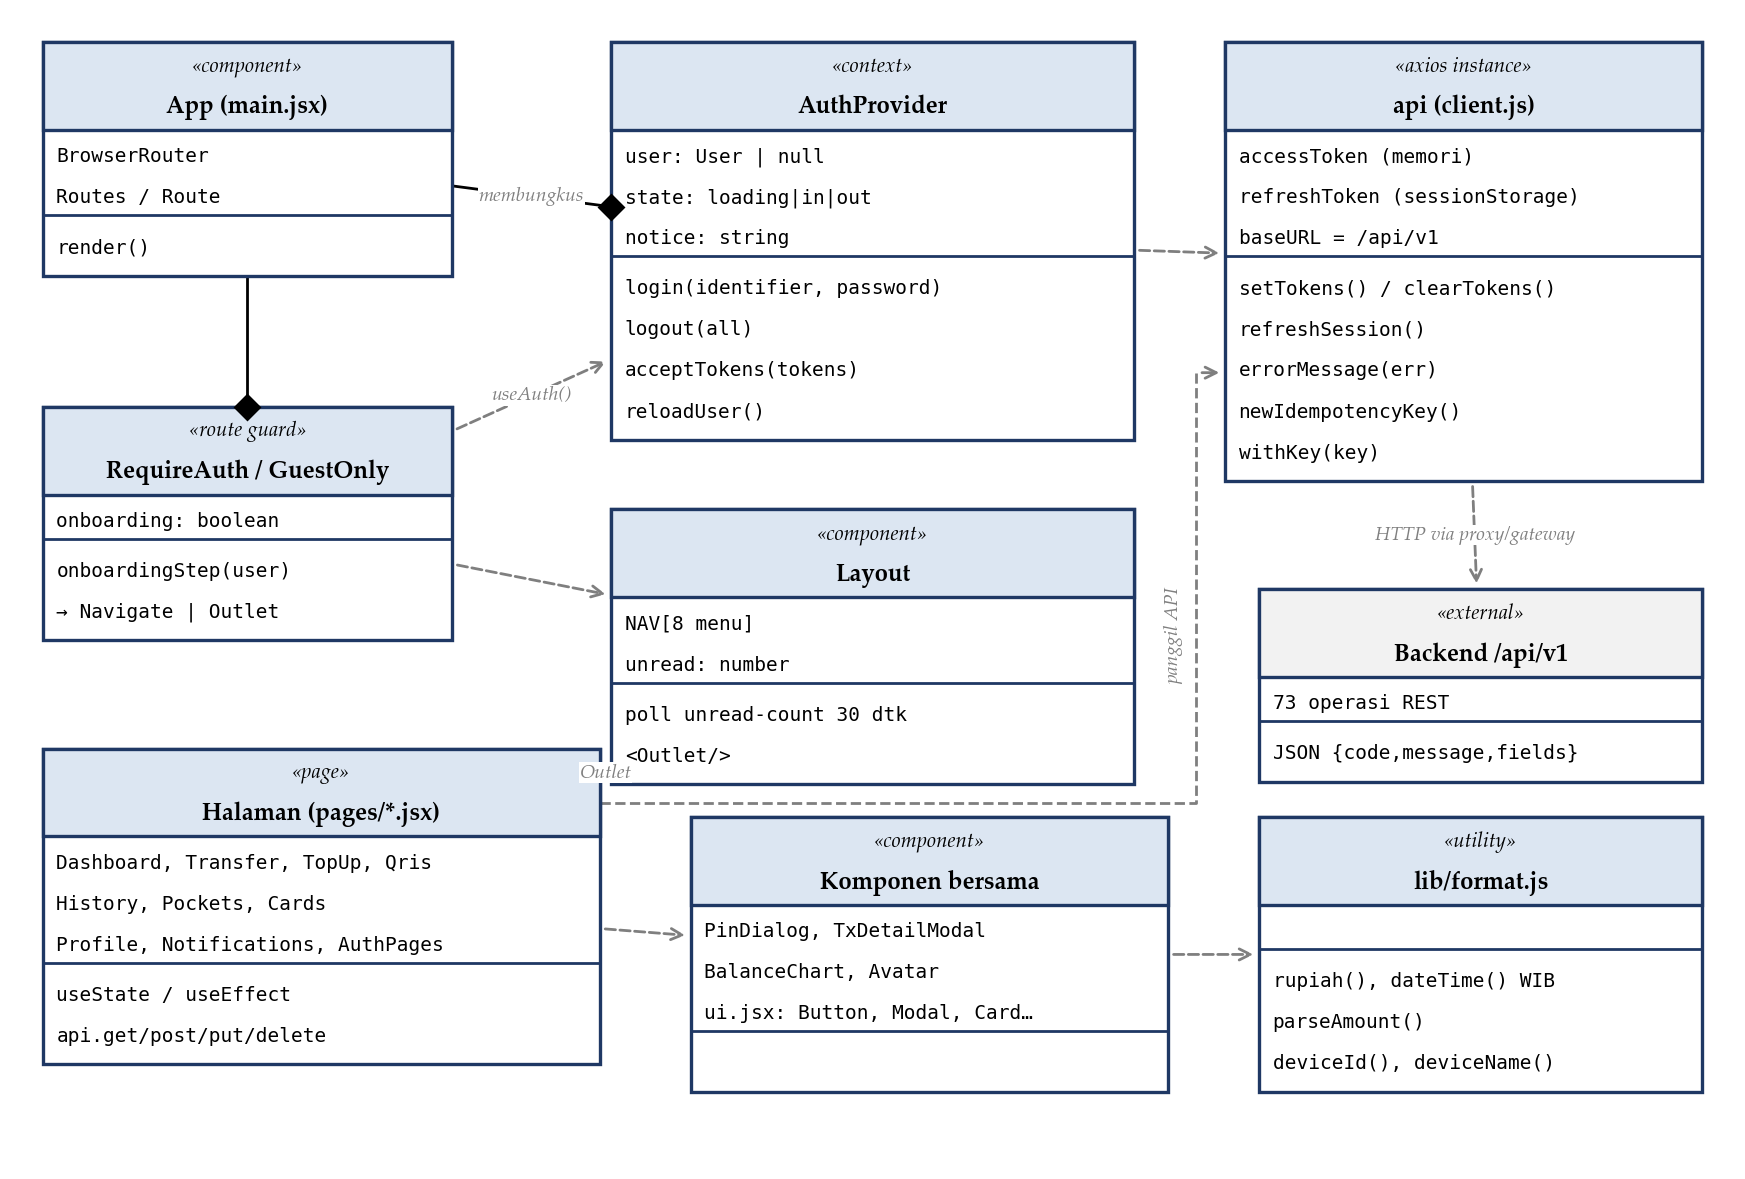 «component»
App (main.jsx)
BrowserRouter
Routes / Route
render()
membungkus
«context»
AuthProvider
user: User | null
state: loading|in|out
notice: string
login(identifier, password)
logout(all)
acceptTokens(tokens)
reloadUser()
«axios instance»
api (client.js)
accessToken (memori)
refreshToken (sessionStorage)
baseURL = /api/v1
setTokens() / clearTokens()
refreshSession()
errorMessage(err)
newIdempotencyKey()
withKey(key)
useAuth()
«route guard»
RequireAuth / GuestOnly
onboarding: boolean
onboardingStep(user)
→ Navigate | Outlet
«component»
Layout
NAV[8 menu]
unread: number
poll unread-count 30 dtk
<Outlet/>
HTTP via proxy/gateway
panggil API
«external»
Backend /api/v1
73 operasi REST
JSON {code,message,fields}
Outlet
«page»
Halaman (pages/*.jsx)
Dashboard, Transfer, TopUp, Qris
History, Pockets, Cards
Profile, Notifications, AuthPages
useState / useEffect
api.get/post/put/delete
«component»
Komponen bersama
PinDialog, TxDetailModal
BalanceChart, Avatar
ui.jsx: Button, Modal, Card…
«utility»
lib/format.js
rupiah(), dateTime() WIB
parseAmount()
deviceId(), deviceName()